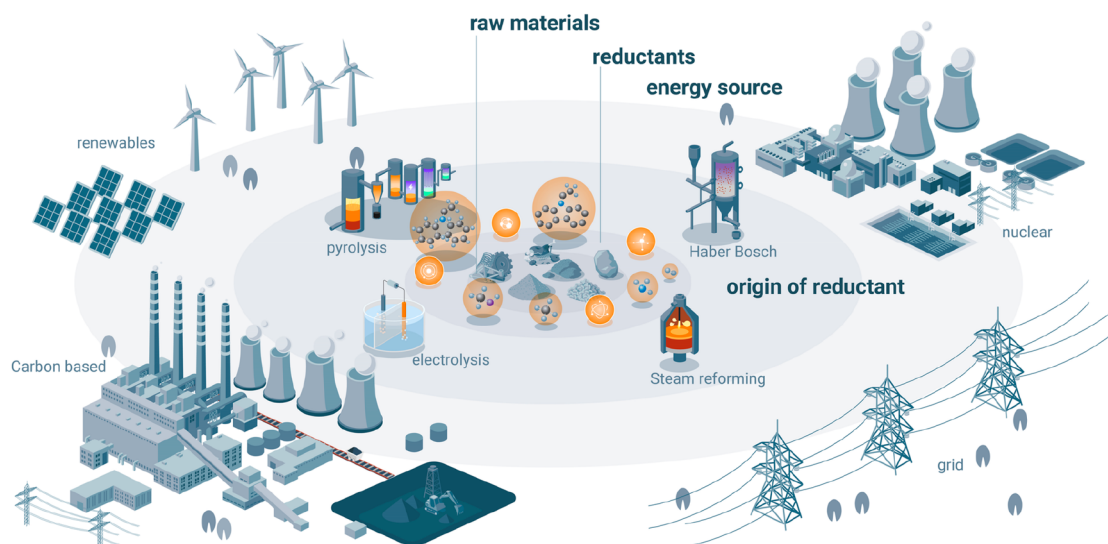 raw materials
reductants
energy source
renewables
nuclear
pyrolysis
Haber Bosch
origin of reductant
electrolysis
Carbon based
Steam reforming
grid